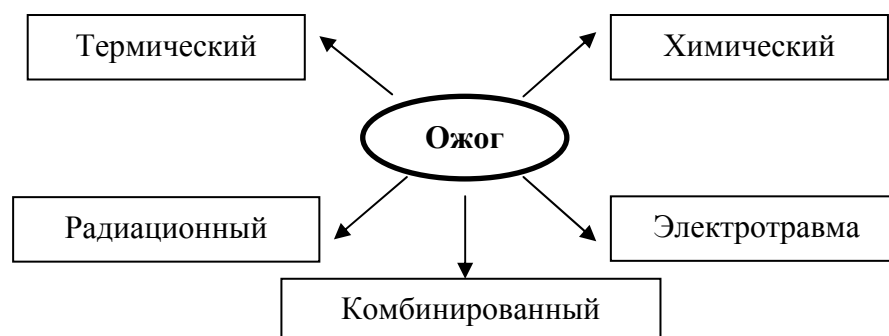 Термический
Химический
Ожог
Радиационный
Электротравма
Комбинированный